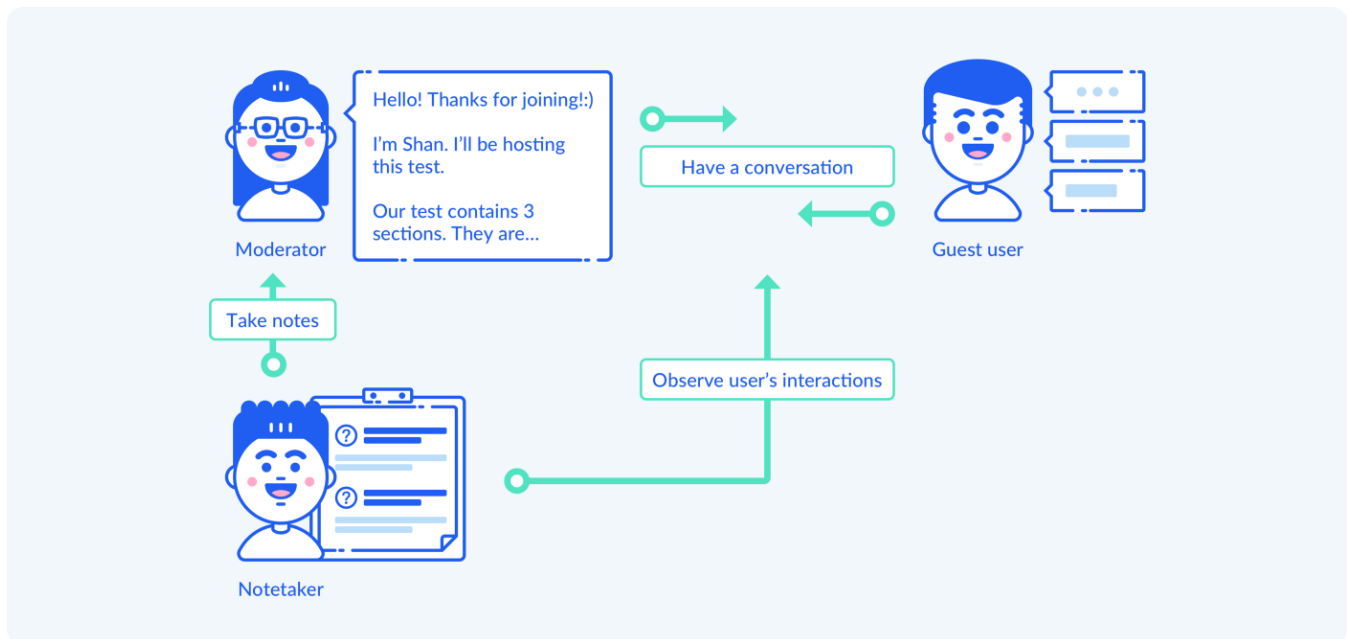 Hello! Thanks for joining!:)
I'm Shan. I'll be hosting
this test.
Our test contains 3
sections. They are...
Have a conversation
Moderator
Guest user
Take notes
Observe user's interactions
?
?
Notetaker